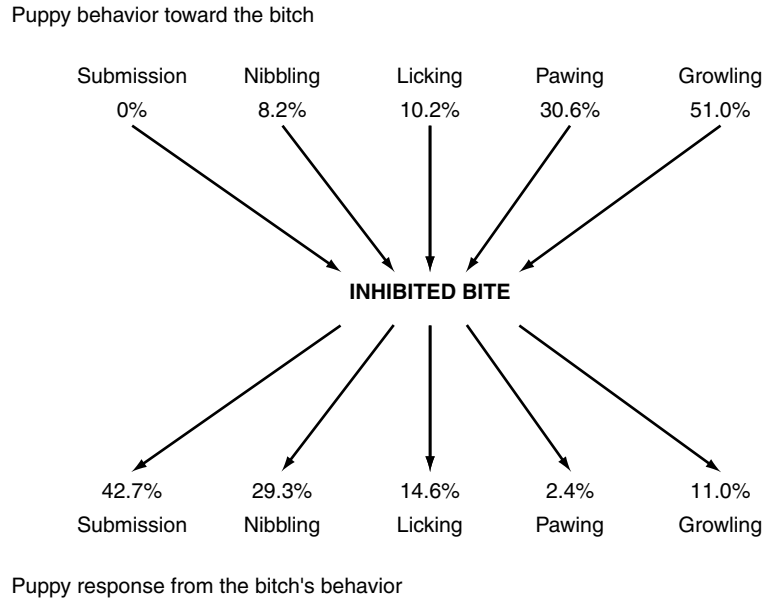 Puppy behavior toward the bitch
Submission Nibbling Licking Pawing Growling
0% 8.2% 10.2% 30.6% 51.0%
INHIBITED BITE
42.7% 29.3% 14.6% 2.4% 11.0%
Submission Nibbling Licking Pawing Growling
Puppy response from the bitch's behavior